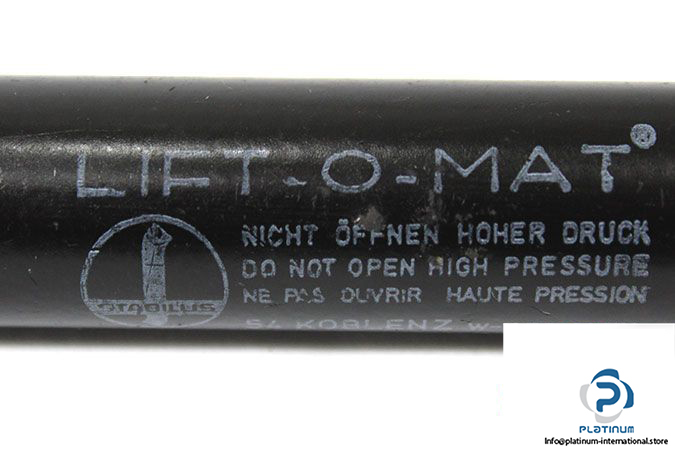 LIFT-O-MAT®
NICHT ÖFFNEN HOHER DRUCK
DO NOT OPEN HIGH PRESSURE
NE PAS OUVRIR HAUTE PRESSION
STABILUS
54 KOBLENZ W-
PLATINUM
Info@platinum-international.store